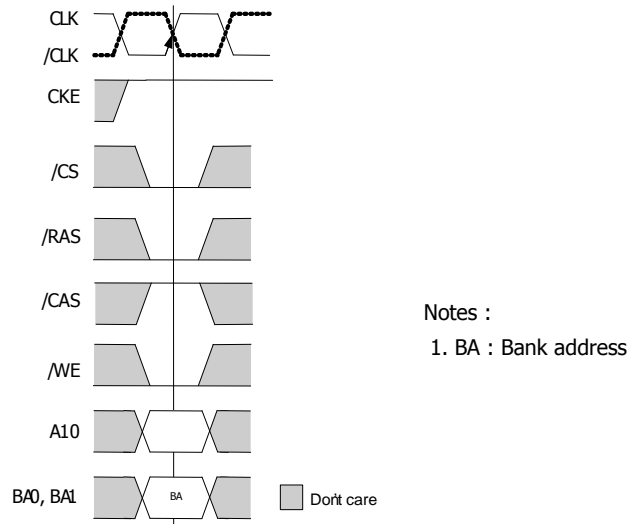 CLK
/CLK
CKE
/CS
/RAS
/CAS
/WE
A10
BA0, BA1
BA
Don't care
Notes :
1. BA : Bank address